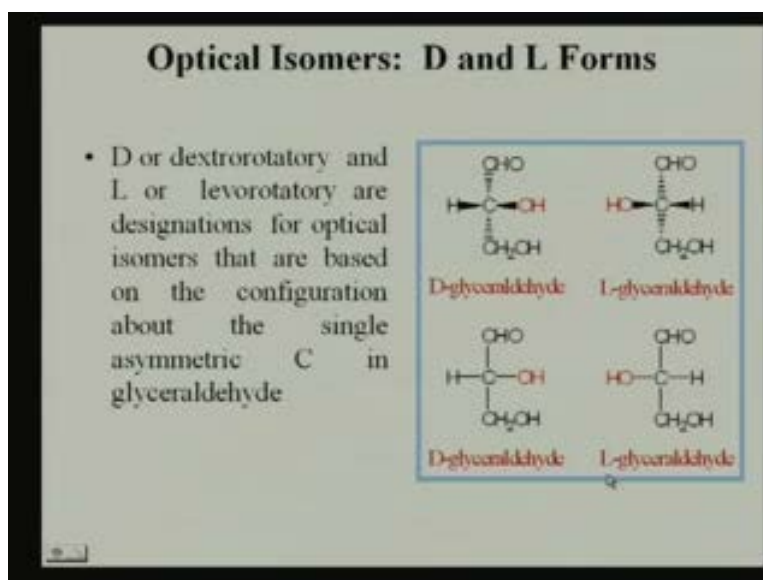 Optical Isomers: D and L Forms
• D or dextrorotatory and
L or levorotatory are
designations for optical
isomers that are based
on the configuration
about the single
asymmetric C in
glyceraldehyde
CHO
H C OH
CH₂OH
D-glyceraldehyde
CHO
HO C H
CH₂OH
L-glyceraldehyde
CHO
H-C-OH
CH₂OH
D-glyceraldehyde
CHO
HO-C-H
CH₂OH
L-glyceraldehyde